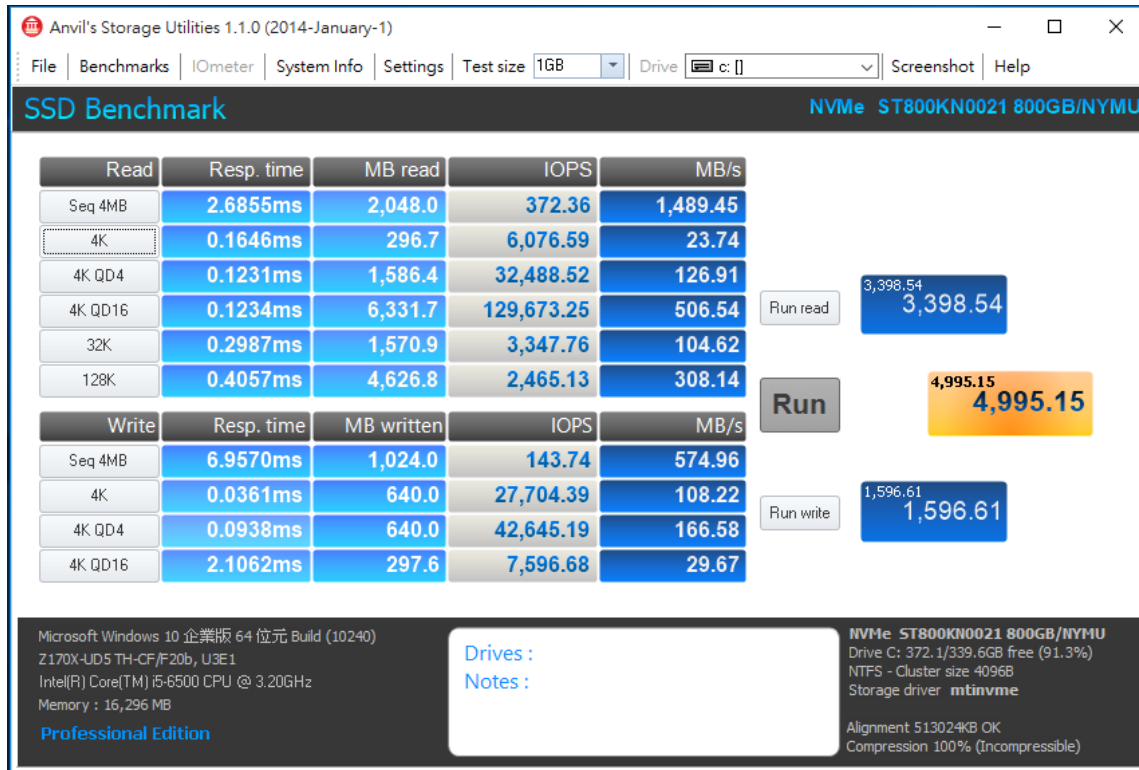 Anvil's Storage Utilities 1.1.0 (2014-January-1)
File Benchmarks IOmeter System Info Settings Test size 1GB Drive c: [] Screenshot Help
SSD Benchmark NVMe ST800KN0021 800GB/NYMU
Read Resp. time MB read IOPS MB/s
Seq 4MB 2.6855ms 2,048.0 372.36 1,489.45
4K 0.1646ms 296.7 6,076.59 23.74
4K QD4 0.1231ms 1,586.4 32,488.52 126.91
4K QD16 0.1234ms 6,331.7 129,673.25 506.54
32K 0.2987ms 1,570.9 3,347.76 104.62
128K 0.4057ms 4,626.8 2,465.13 308.14
Run read
3,398.54
3,398.54
Run
4,995.15
4,995.15
Write Resp. time MB written IOPS MB/s
Seq 4MB 6.9570ms 1,024.0 143.74 574.96
4K 0.0361ms 640.0 27,704.39 108.22
4K QD4 0.0938ms 640.0 42,645.19 166.58
4K QD16 2.1062ms 297.6 7,596.68 29.67
Run write
1,596.61
1,596.61
Microsoft Windows 10 企業版 64 位元 Build (10240)
Z170X-UD5 TH-CF/F20b, U3E1
Intel(R) Core(TM) i5-6500 CPU @ 3.20GHz
Memory : 16,296 MB
Professional Edition
Drives :
Notes :
NVMe ST800KN0021 800GB/NYMU
Drive C: 372.1/339.6GB free (91.3%)
NTFS - Cluster size 4096B
Storage driver mtinvme
Alignment 513024KB OK
Compression 100% (Incompressible)